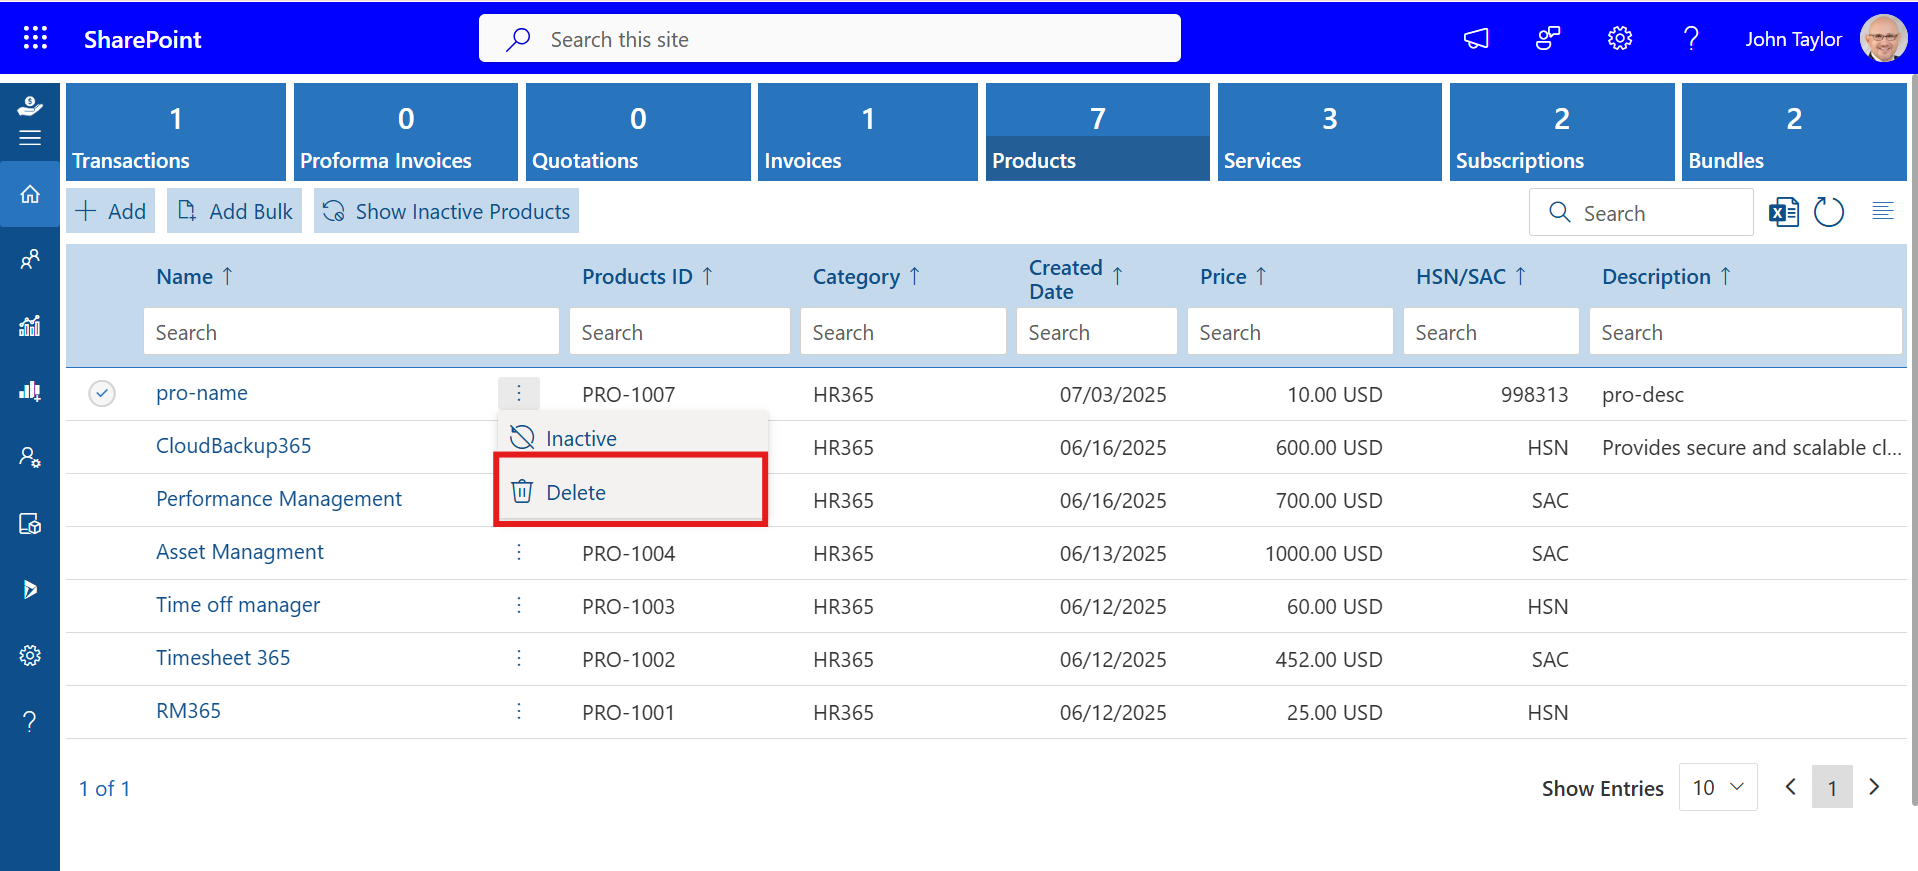 SharePoint
Search this site
John Taylor
1
Transactions
0
Proforma Invoices
0
Quotations
1
Invoices
7
Products
3
Services
2
Subscriptions
2
Bundles
Add
Add Bulk
Show Inactive Products
Search
Name ↑ Products ID ↑ Category ↑ Created Date ↑ Price ↑ HSN/SAC ↑ Description ↑
Search Search Search Search Search Search Search
pro-name PRO-1007 HR365 07/03/2025 10.00 USD 998313 pro-desc
Inactive
CloudBackup365 HR365 06/16/2025 600.00 USD HSN Provides secure and scalable cl...
Delete
Performance Management HR365 06/16/2025 700.00 USD SAC
Asset Managment PRO-1004 HR365 06/13/2025 1000.00 USD SAC
Time off manager PRO-1003 HR365 06/12/2025 60.00 USD HSN
Timesheet 365 PRO-1002 HR365 06/12/2025 452.00 USD SAC
RM365 PRO-1001 HR365 06/12/2025 25.00 USD HSN
1 of 1
Show Entries 10 1